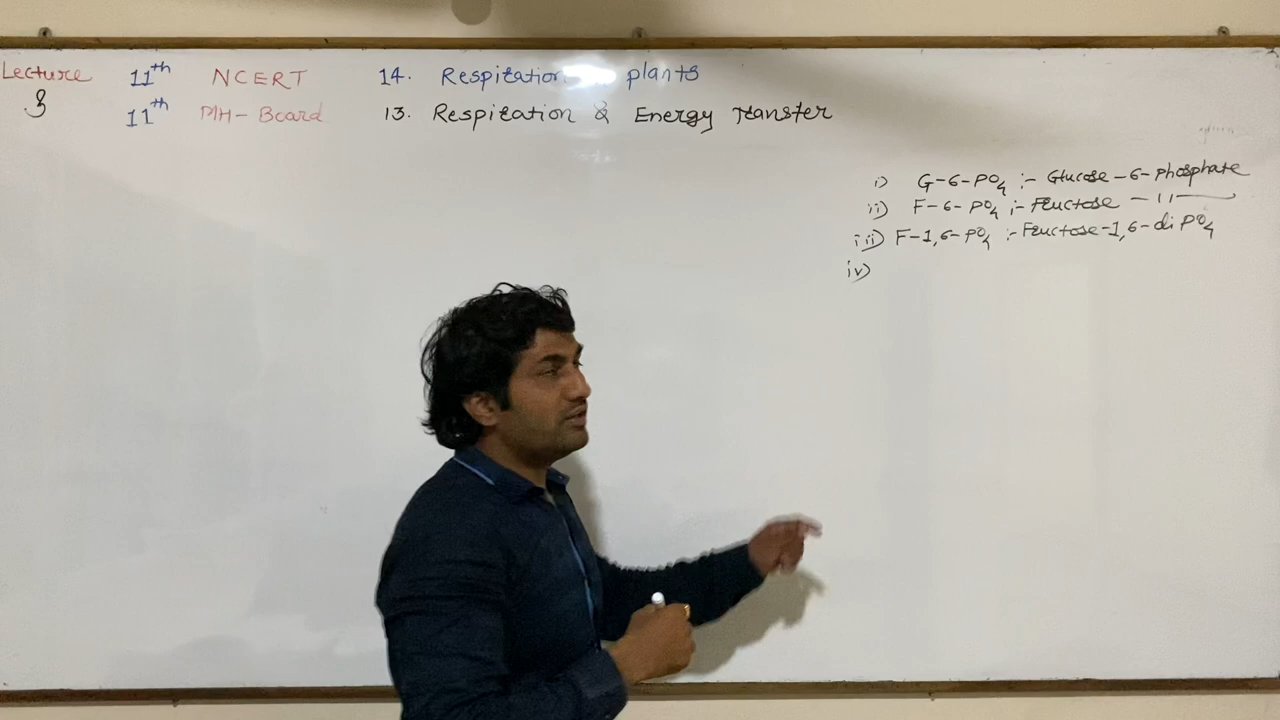 Lecture 11th NCERT 14. Respiration plants
3 11th MH-Board 13. Respiration & Energy transfer
i) G-6-PO4 :- Glucose-6-phosphate
ii) F-6-PO4 :- Fructose - 11 -
iii) F-1,6-PO4 :- Fructose-1,6-di PO4
iv)